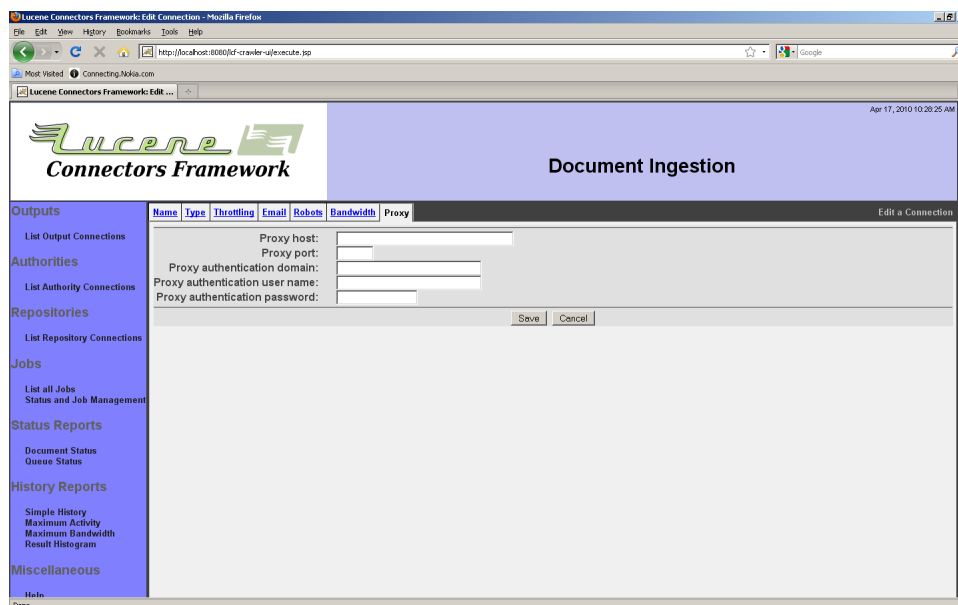 Lucene Connectors Framework: Edit Connection - Mozilla Firefox
File Edit View History Bookmarks Tools Help
http://localhost:8080/lcf-crawler-ui/execute.jsp
Google
Most Visited Connecting.Nokia.com
Lucene Connectors Framework: Edit ...
Apr 17, 2010 10:28:25 AM
Lucene
Connectors Framework
Document Ingestion
Outputs
Name Type Throttling Email Robots Bandwidth Proxy
Edit a Connection
List Output Connections
Authorities
List Authority Connections
Repositories
List Repository Connections
Jobs
List all Jobs
Status and Job Management
Status Reports
Document Status
Queue Status
History Reports
Simple History
Maximum Activity
Maximum Bandwidth
Result Histogram
Miscellaneous
Help
Proxy host:
Proxy port:
Proxy authentication domain:
Proxy authentication user name:
Proxy authentication password:
Save Cancel
Done